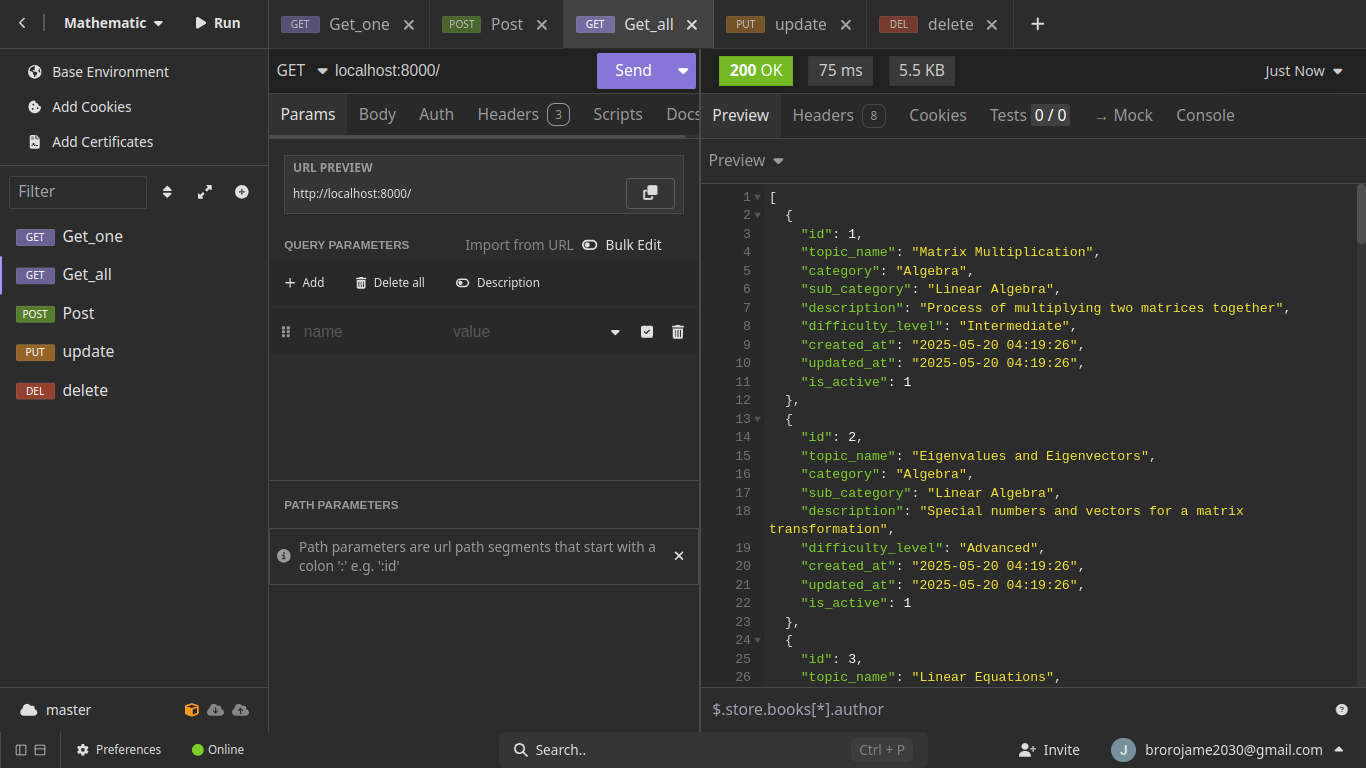 Mathematic
Run
GET Get_one
POST Post
GET Get_all
PUT update
DEL delete
Base Environment
Add Cookies
Add Certificates
Filter
GET Get_one
GET Get_all
POST Post
PUT update
DEL delete
master
GET localhost:8000/
Send
Params Body Auth Headers 3 Scripts Docs
URL PREVIEW
http://localhost:8000/
QUERY PARAMETERS Import from URL Bulk Edit
Add Delete all Description
name value
PATH PARAMETERS
Path parameters are url path segments that start with a
colon ':' e.g. ':id'
200 OK 75 ms 5.5 KB Just Now
Preview Headers 8 Cookies Tests 0 / 0 → Mock Console
Preview
1 [
2 {
3 "id": 1,
4 "topic_name": "Matrix Multiplication",
5 "category": "Algebra",
6 "sub_category": "Linear Algebra",
7 "description": "Process of multiplying two matrices together",
8 "difficulty_level": "Intermediate",
9 "created_at": "2025-05-20 04:19:26",
10 "updated_at": "2025-05-20 04:19:26",
11 "is_active": 1
12 },
13 {
14 "id": 2,
15 "topic_name": "Eigenvalues and Eigenvectors",
16 "category": "Algebra",
17 "sub_category": "Linear Algebra",
18 "description": "Special numbers and vectors for a matrix
transformation",
19 "difficulty_level": "Advanced",
20 "created_at": "2025-05-20 04:19:26",
21 "updated_at": "2025-05-20 04:19:26",
22 "is_active": 1
23 },
24 {
25 "id": 3,
26 "topic_name": "Linear Equations",
$.store.books[*].author
Preferences
Online
Search.. Ctrl + P
Invite
J brorojame2030@gmail.com